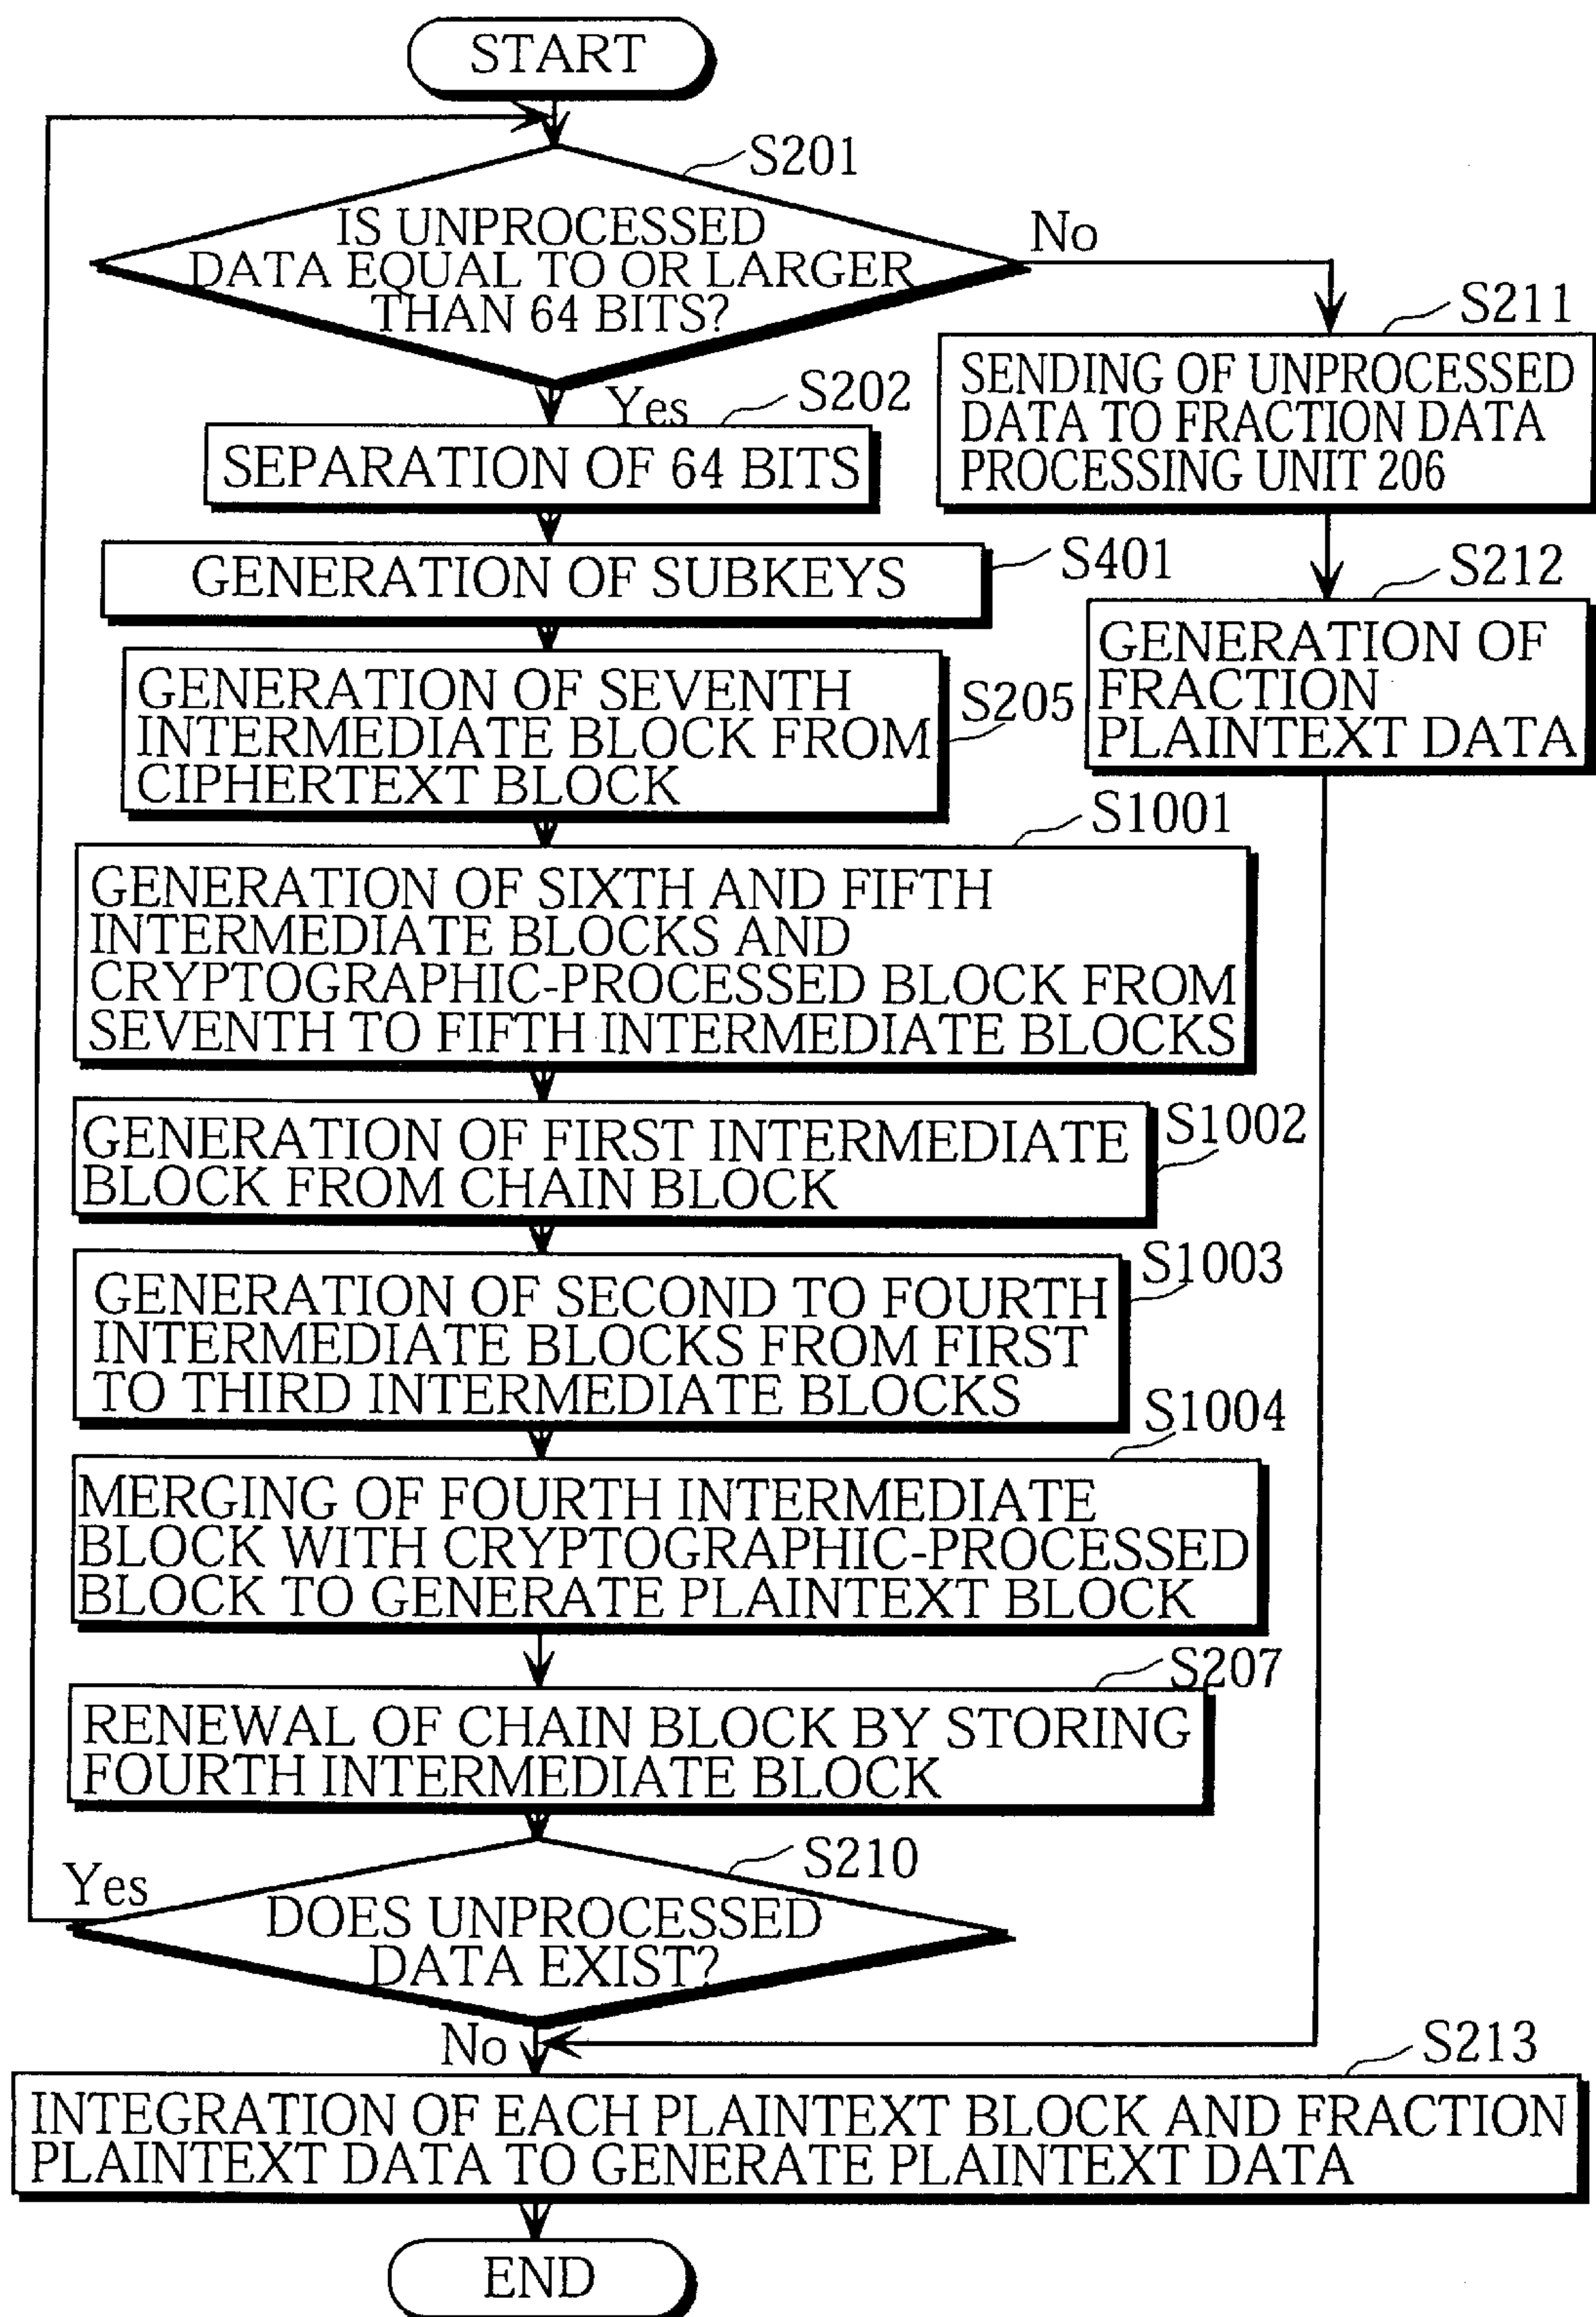 START
S201
IS UNPROCESSED
DATA EQUAL TO OR LARGER
THAN 64 BITS?
No
Yes
S202
SEPARATION OF 64 BITS
S211
SENDING OF UNPROCESSED
DATA TO FRACTION DATA
PROCESSING UNIT 206
GENERATION OF SUBKEYS
S401
S212
GENERATION OF
FRACTION
PLAINTEXT DATA
GENERATION OF SEVENTH
INTERMEDIATE BLOCK FROM
CIPHERTEXT BLOCK
S205
S1001
GENERATION OF SIXTH AND FIFTH
INTERMEDIATE BLOCKS AND
CRYPTOGRAPHIC-PROCESSED BLOCK FROM
SEVENTH TO FIFTH INTERMEDIATE BLOCKS
S1002
GENERATION OF FIRST INTERMEDIATE
BLOCK FROM CHAIN BLOCK
S1003
GENERATION OF SECOND TO FOURTH
INTERMEDIATE BLOCKS FROM FIRST
TO THIRD INTERMEDIATE BLOCKS
S1004
MERGING OF FOURTH INTERMEDIATE
BLOCK WITH CRYPTOGRAPHIC-PROCESSED
BLOCK TO GENERATE PLAINTEXT BLOCK
S207
RENEWAL OF CHAIN BLOCK BY STORING
FOURTH INTERMEDIATE BLOCK
S210
Yes
DOES UNPROCESSED
DATA EXIST?
No
S213
INTEGRATION OF EACH PLAINTEXT BLOCK AND FRACTION
PLAINTEXT DATA TO GENERATE PLAINTEXT DATA
END